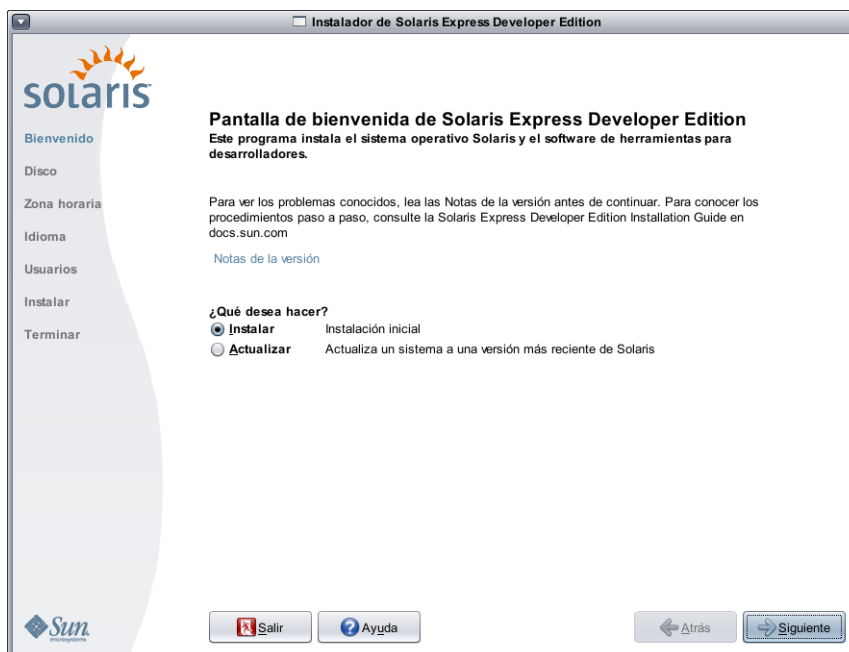 Instalador de Solaris Express Developer Edition
solaris
Bienvenido
Disco
Zona horaria
Idioma
Usuarios
Instalar
Terminar
Pantalla de bienvenida de Solaris Express Developer Edition
Este programa instala el sistema operativo Solaris y el software de herramientas para
desarrolladores.
Para ver los problemas conocidos, lea las Notas de la versión antes de continuar. Para conocer los
procedimientos paso a paso, consulte la Solaris Express Developer Edition Installation Guide en
docs.sun.com
Notas de la versión
¿Qué desea hacer?
Instalar Instalación inicial
Actualizar Actualiza un sistema a una versión más reciente de Solaris
Sun
microsystems
Salir Ayuda Atrás Siguiente